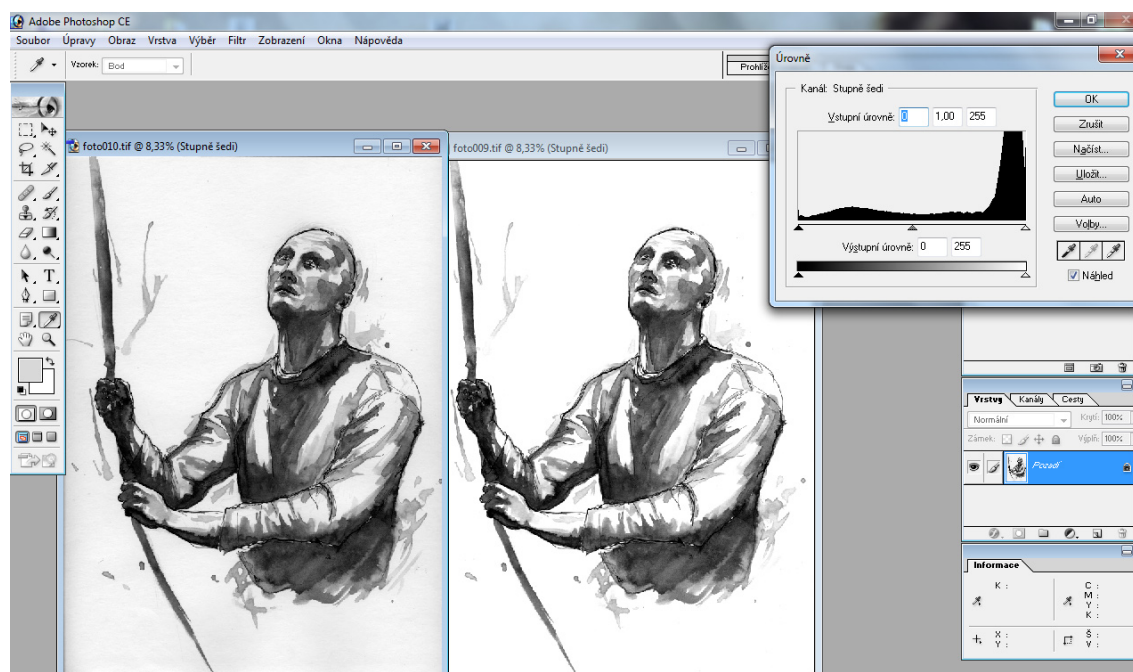 Adobe Photoshop CE
Soubor Úpravy Obraz Vrstva Výběr Filtr Zobrazení Okna Nápověda
Vzorek: Bod
foto010.tif @ 8,33% (Stupně šedi)
foto009.tif @ 8,33% (Stupně šedi)
Úrovně
Kanál: Stupně šedi
Vstupní úrovně: 0 1,00 255
Výstupní úrovně: 0 255
OK
Zrušit
Načíst...
Uložit...
Auto
Volby...
Náhled
Vrstvy Kanály Cesty
Normální Krytí: 100%
Zámek: Výplň: 100%
Pozadí
Informace
K :
C :
M :
Y :
K :
X :
Y :
Š :
V :